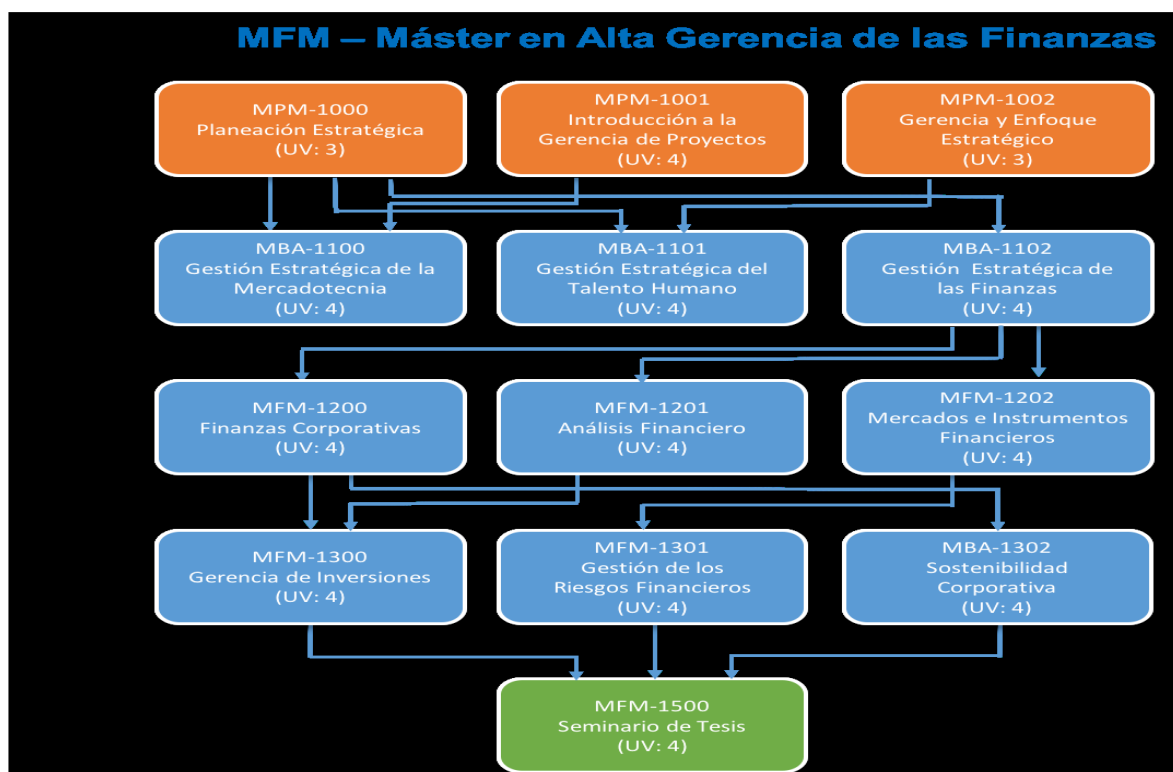 MFM – Máster en Alta Gerencia de las Finanzas
MPM-1000
Planeación Estratégica
(UV: 3)
MPM-1001
Introducción a la
Gerencia de Proyectos
(UV: 4)
MPM-1002
Gerencia y Enfoque
Estratégico
(UV: 3)
MBA-1100
Gestión Estratégica de la
Mercadotecnia
(UV: 4)
MBA-1101
Gestión Estratégica del
Talento Humano
(UV: 4)
MBA-1102
Gestión Estratégica de
las Finanzas
(UV: 4)
MFM-1200
Finanzas Corporativas
(UV: 4)
MFM-1201
Análisis Financiero
(UV: 4)
MFM-1202
Mercados e Instrumentos
Financieros
(UV: 4)
MFM-1300
Gerencia de Inversiones
(UV: 4)
MFM-1301
Gestión de los
Riesgos Financieros
(UV: 4)
MBA-1302
Sostenibilidad
Corporativa
(UV: 4)
MFM-1500
Seminario de Tesis
(UV: 4)